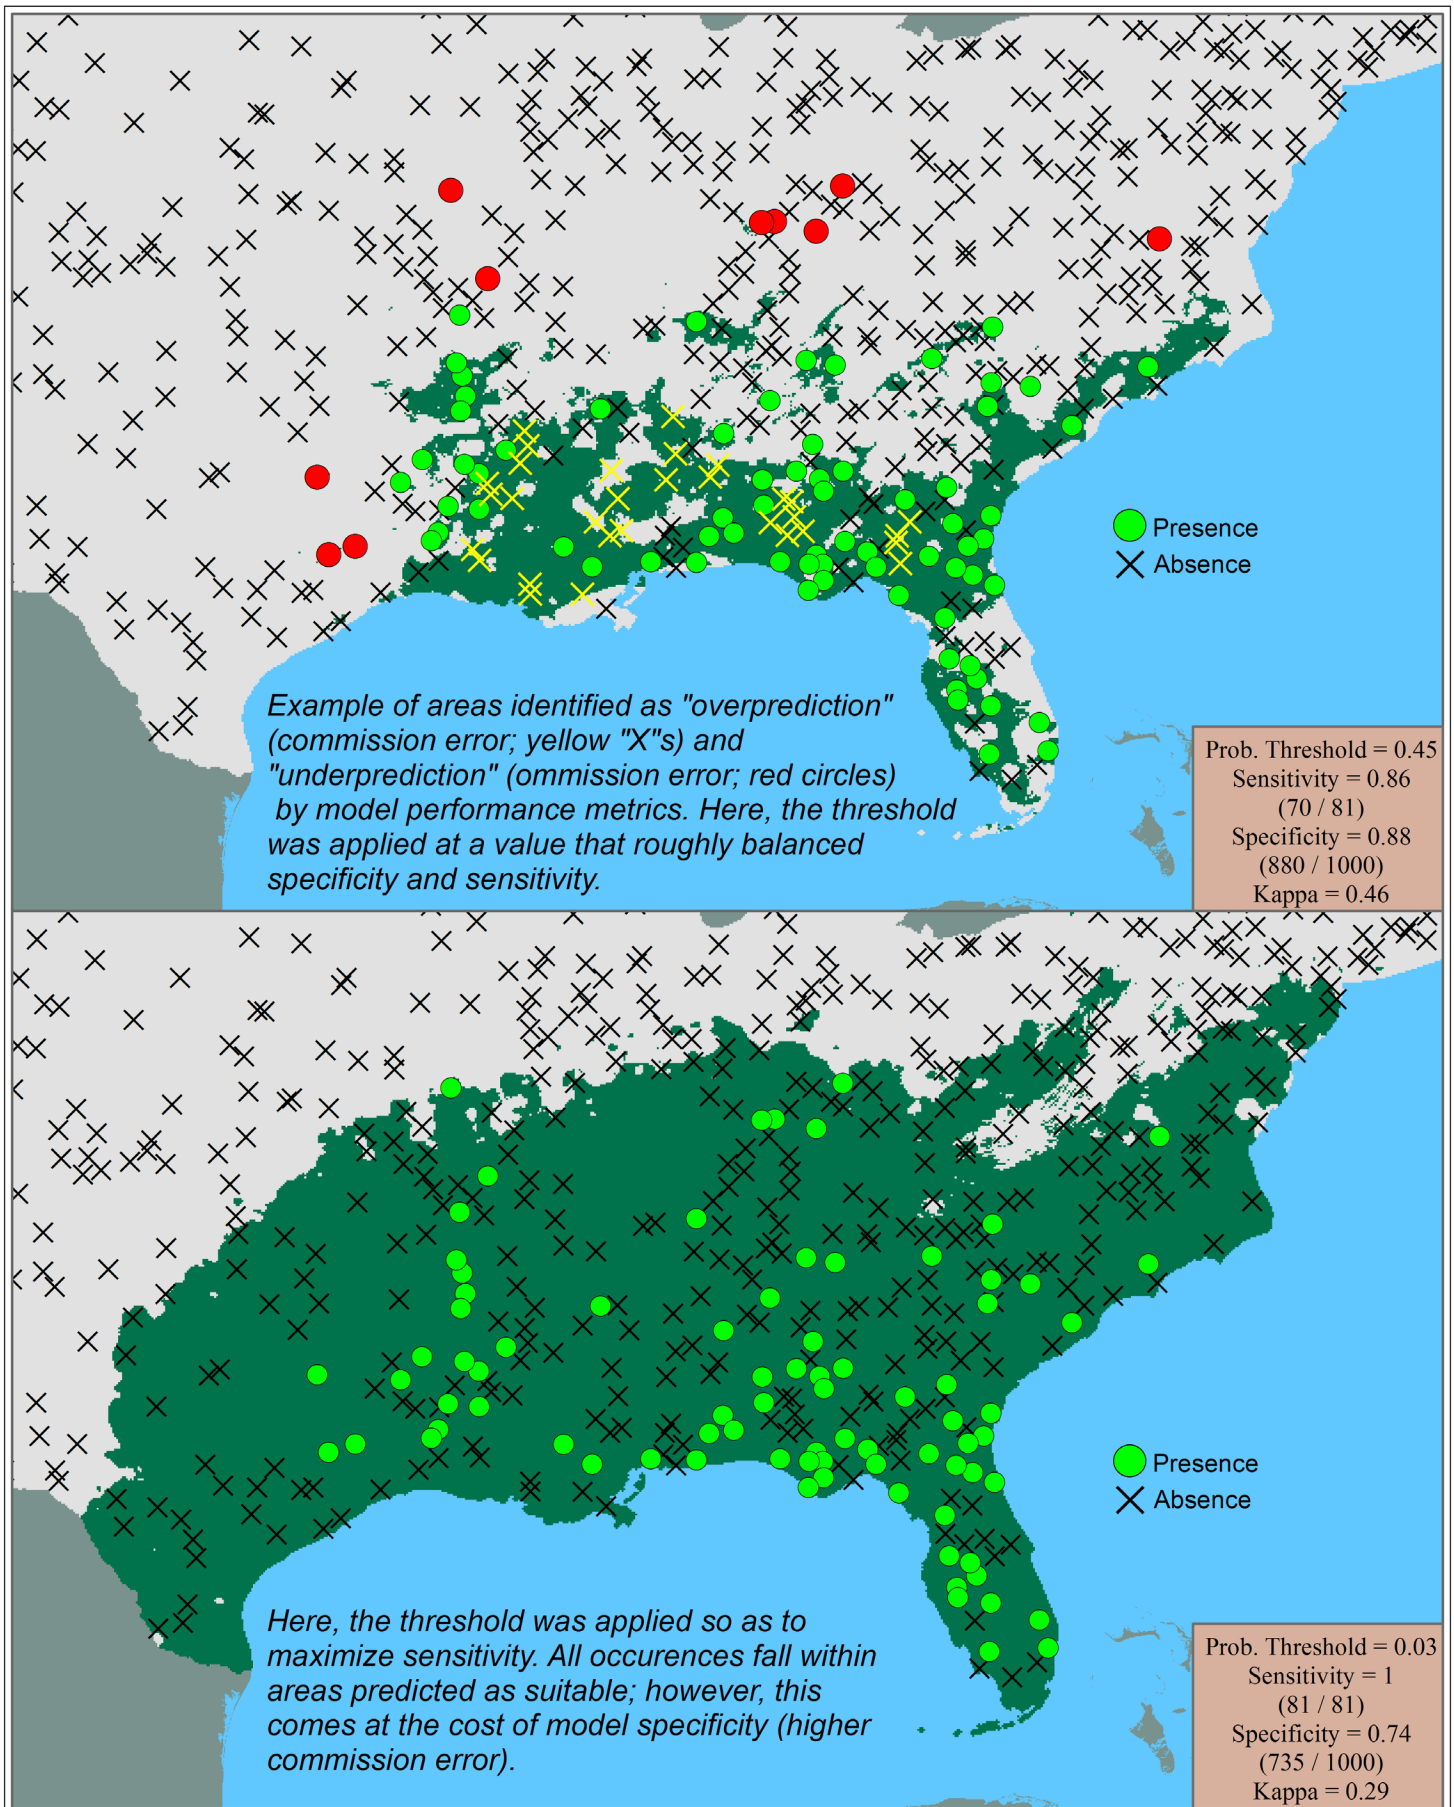 Presence
Absence
Example of areas identified as "overprediction"
(commission error; yellow "X"s) and
"underprediction" (ommission error; red circles)
by model performance metrics. Here, the threshold
was applied at a value that roughly balanced
specificity and sensitivity.
Prob. Threshold = 0.45
Sensitivity = 0.86
(70 / 81)
Specificity = 0.88
(880 / 1000)
Kappa = 0.46
Presence
Absence
Here, the threshold was applied so as to
maximize sensitivity. All occurences fall within
areas predicted as suitable; however, this
comes at the cost of model specificity (higher
commission error).
Prob. Threshold = 0.03
Sensitivity = 1
(81 / 81)
Specificity = 0.74
(735 / 1000)
Kappa = 0.29